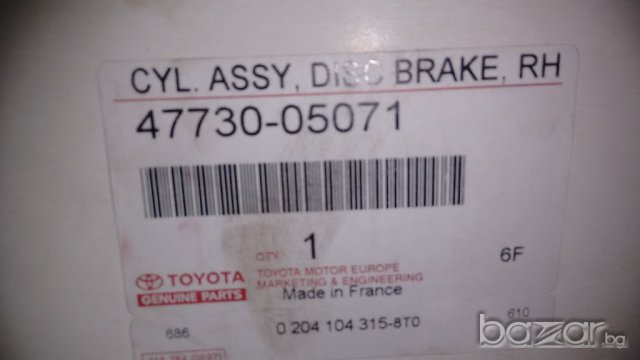 CYL. ASSY, DISC BRAKE, RH
47730-05071
QTY 1 6F
TOYOTA
GENUINE PARTS
TOYOTA MOTOR EUROPE
MARKETING & ENGINEERING
Made in France
686 0 204 104 315-8T0 610
bazar.bg